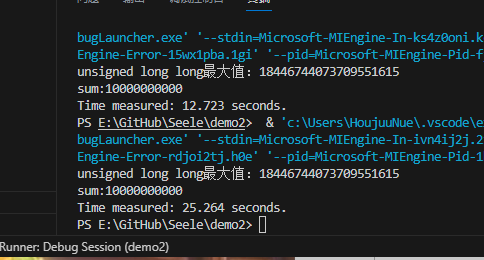 bugLauncher.exe' '--stdin=Microsoft-MIEngine-In-ks4z0oni.k
Engine-Error-15wx1pba.1gi' '--pid=Microsoft-MIEngine-Pid-f
unsigned long long最大值: 18446744073709551615
sum:10000000000
Time measured: 12.723 seconds.
PS E:\GitHub\Seele\demo2>  & 'c:\Users\HoujuuNue\.vscode\e
bugLauncher.exe' '--stdin=Microsoft-MIEngine-In-ivn4ij2j.2
Engine-Error-rdjoi2tj.h0e' '--pid=Microsoft-MIEngine-Pid-1
unsigned long long最大值: 18446744073709551615
sum:10000000000
Time measured: 25.264 seconds.
PS E:\GitHub\Seele\demo2>
Runner: Debug Session (demo2)